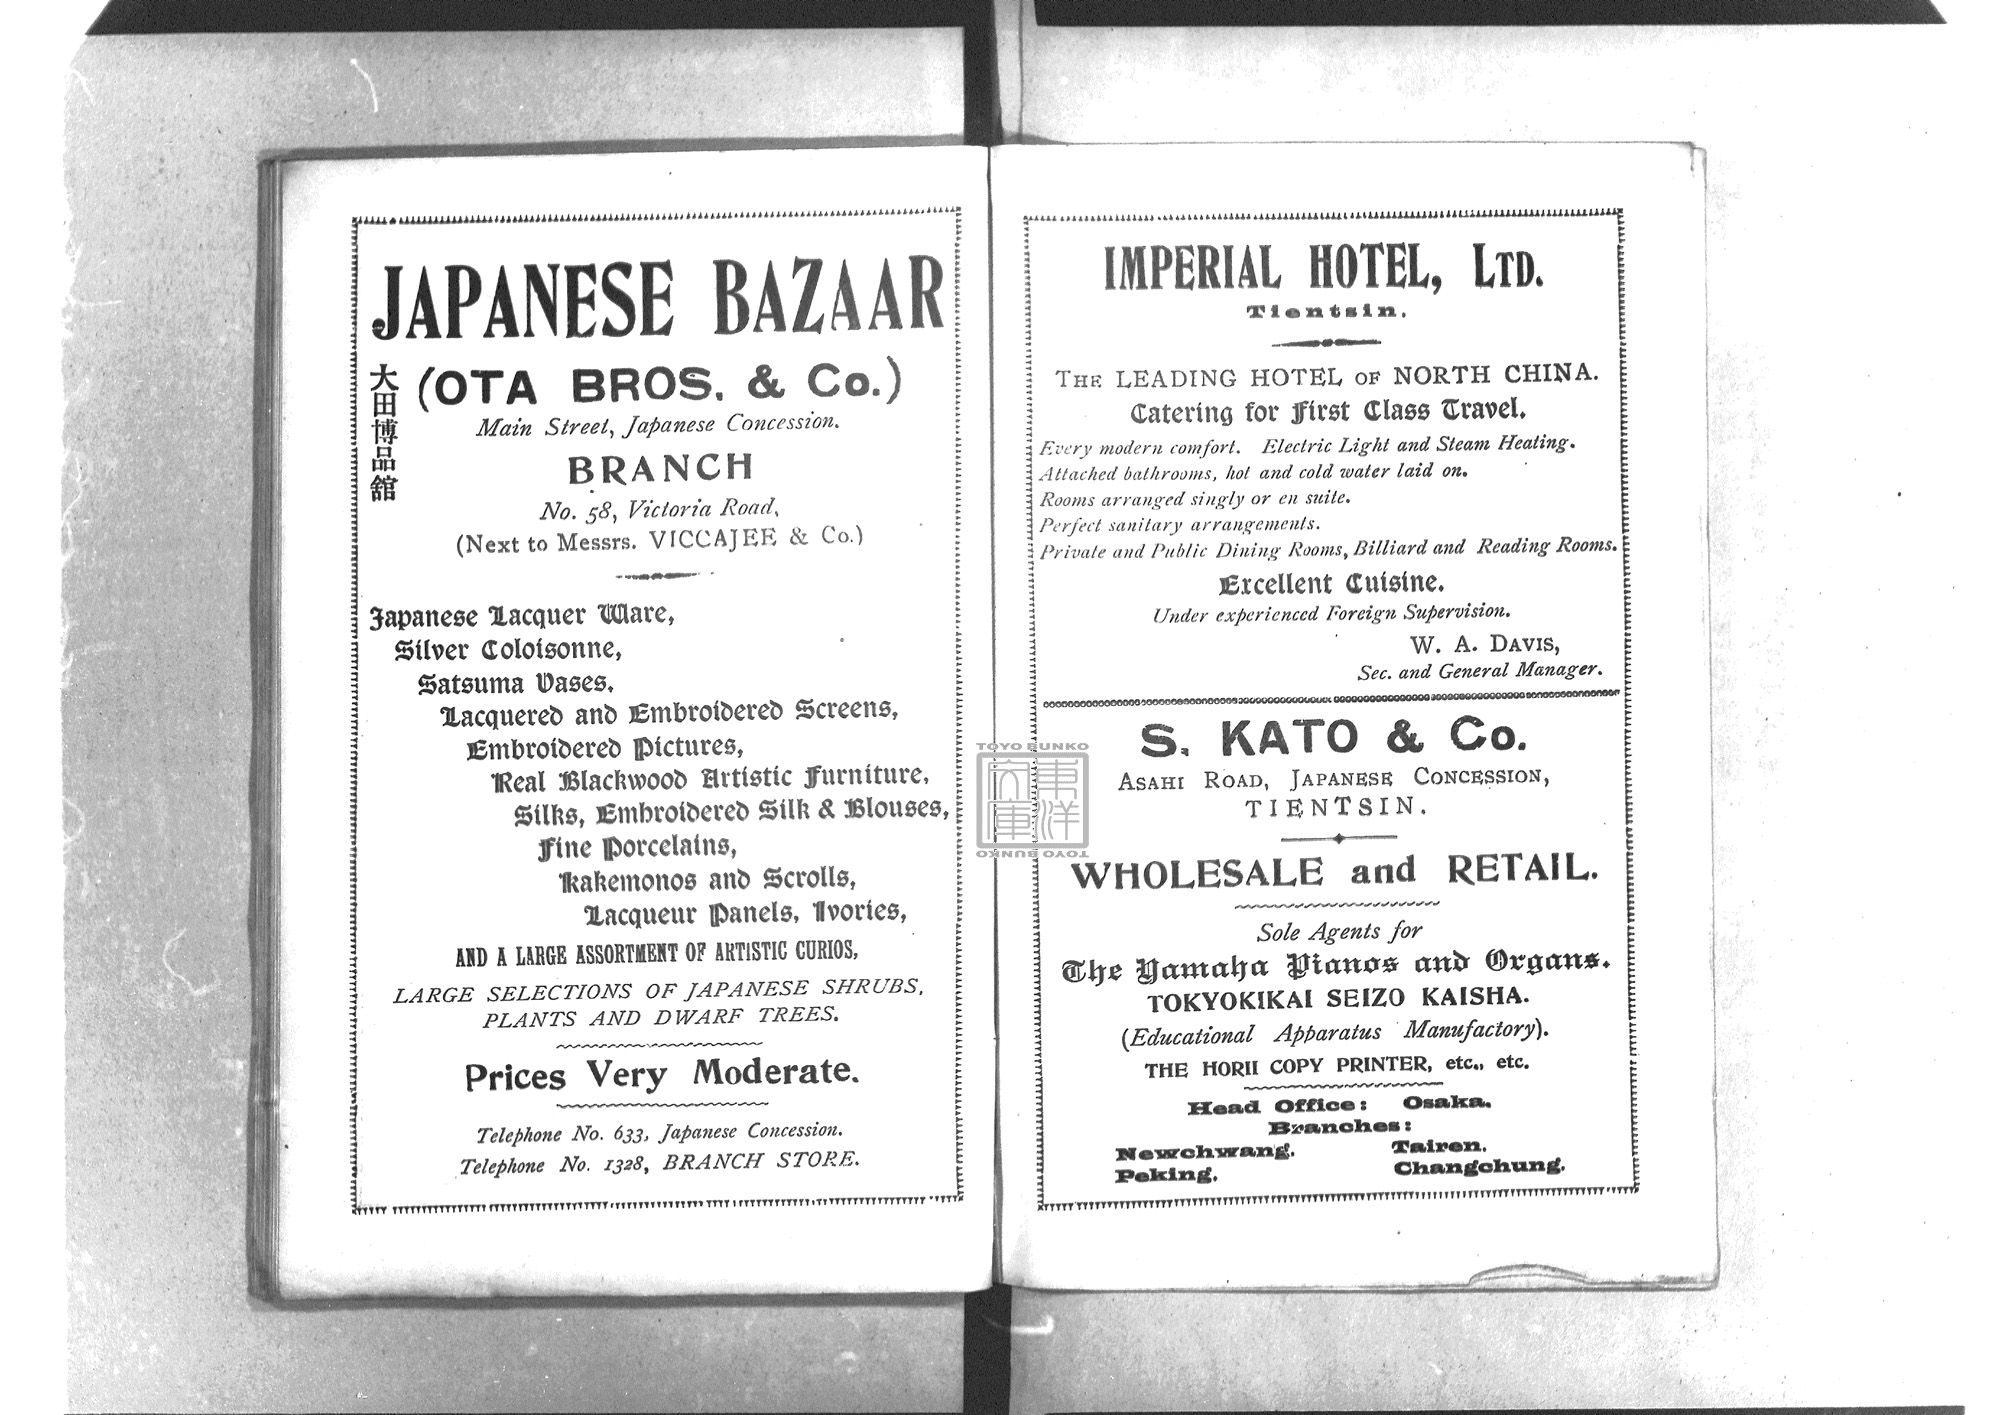 JAPANESE BAZAAR
大田博品舘
(OTA BROS. & Co.)
Main Street, Japanese Concession.
BRANCH
No. 58, Victoria Road,
(Next to Messrs. VICCAJEE & Co.)
Japanese Lacquer Ware,
Silver Coloisonne,
Satsuma Vases.
Lacquered and Embroidered Screens,
Embroidered Pictures,
Real Blackwood Artistic Furniture,
Silks, Embroidered Silk & Blouses,
Fine Porcelains,
Kakemonos and Scrolls,
Lacqueur Panels, Ivories,
AND A LARGE ASSORTMENT OF ARTISTIC CURIOS,
LARGE SELECTIONS OF JAPANESE SHRUBS,
PLANTS AND DWARF TREES.
Prices Very Moderate.
Telephone No. 633, Japanese Concession.
Telephone No. 1328, BRANCH STORE.
IMPERIAL HOTEL, LTD.
Tientsin.
THE LEADING HOTEL OF NORTH CHINA.
Catering for First Class Travel.
Every modern comfort. Electric Light and Steam Heating.
Attached bathrooms, hot and cold water laid on.
Rooms arranged singly or en suite.
Perfect sanitary arrangements.
Private and Public Dining Rooms, Billiard and Reading Rooms.
Excellent Cuisine.
Under experienced Foreign Supervision.
W. A. DAVIS,
Sec. and General Manager.
S. KATO & Co.
ASAHI ROAD, JAPANESE CONCESSION,
TIENTSIN.
WHOLESALE and RETAIL.
Sole Agents for
The Yamaha Pianos and Organs.
TOKYOKIKAI SEIZO KAISHA.
(Educational Apparatus Manufactory).
THE HORII COPY PRINTER, etc., etc.
Head Office: Osaka.
Branches:
Newchwang. Tairen.
Peking. Changchung.
TOYO BUNKO
東洋文庫
TOYO BUNKO